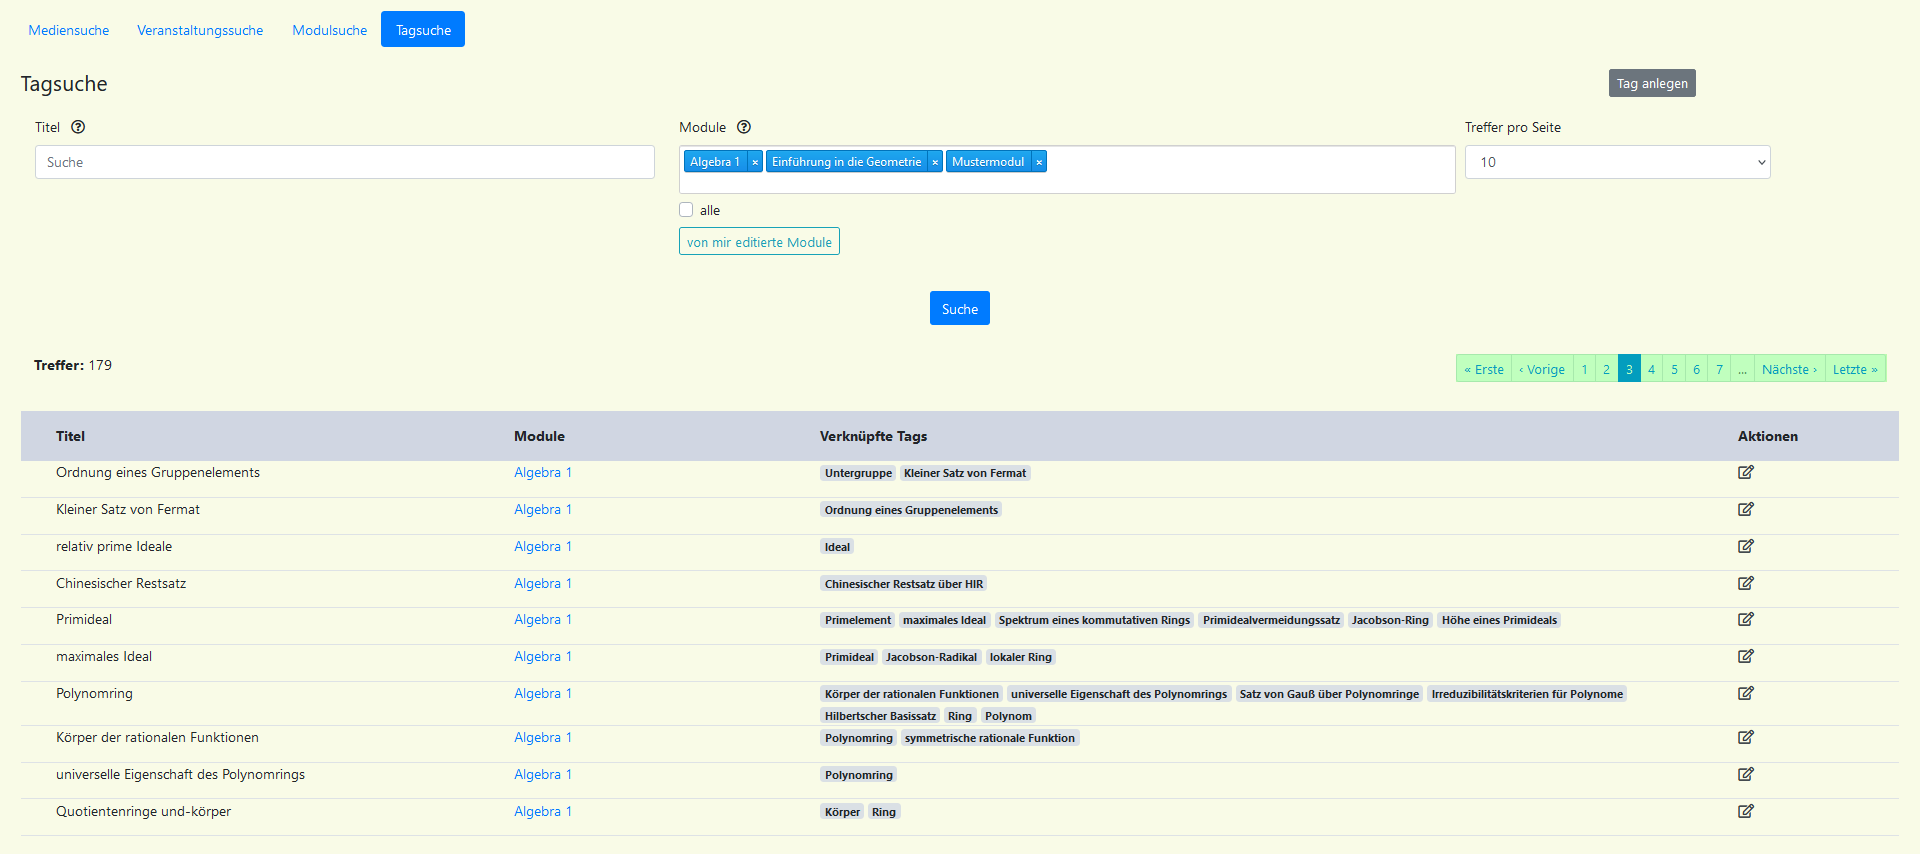 Mediensuche Veranstaltungssuche Modulsuche Tagsuche
Tagsuche Tag anlegen
Titel Module Treffer pro Seite
Suche Algebra 1 × Einführung in die Geometrie × Mustermodul × 10
alle
von mir editierte Module
Suche
Treffer: 179 « Erste ‹ Vorige 1 2 3 4 5 6 7 ... Nächste › Letzte »
Titel Module Verknüpfte Tags Aktionen
Ordnung eines Gruppenelements Algebra 1 Untergruppe Kleiner Satz von Fermat
Kleiner Satz von Fermat Algebra 1 Ordnung eines Gruppenelements
relativ prime Ideale Algebra 1 Ideal
Chinesischer Restsatz Algebra 1 Chinesischer Restsatz über HIR
Primideal Algebra 1 Primelement maximales Ideal Spektrum eines kommutativen Rings Primidealvermeidungssatz Jacobson-Ring Höhe eines Primideals
maximales Ideal Algebra 1 Primideal Jacobson-Radikal lokaler Ring
Polynomring Algebra 1 Körper der rationalen Funktionen universelle Eigenschaft des Polynomrings Satz von Gauß über Polynomringe Irreduzibilitätskriterien für Polynome
Hilbertscher Basissatz Ring Polynom
Körper der rationalen Funktionen Algebra 1 Polynomring symmetrische rationale Funktion
universelle Eigenschaft des Polynomrings Algebra 1 Polynomring
Quotientenringe und-körper Algebra 1 Körper Ring